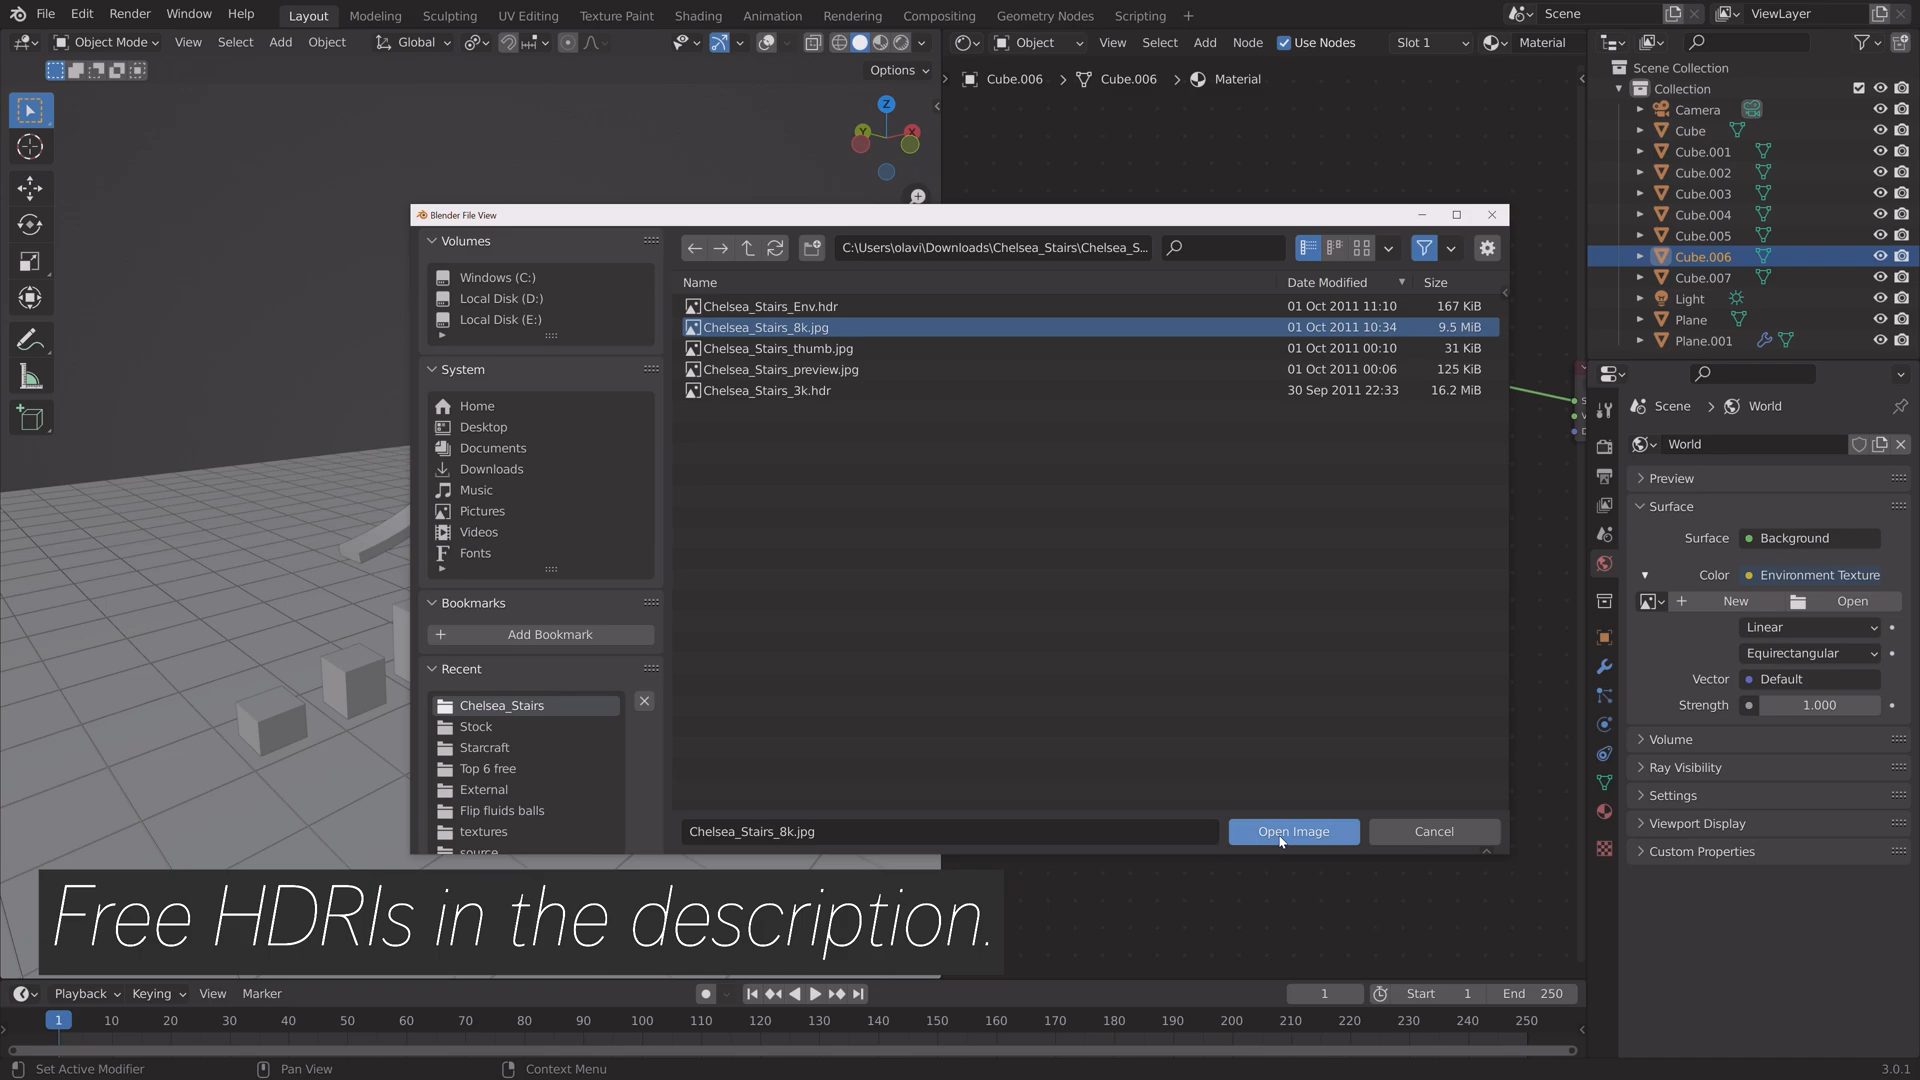 File Edit Render Window Help Layout Modeling Sculpting UV Editing Texture Paint Shading Animation Rendering Compositing Geometry Nodes Scripting + Scene ViewLayer
Object Mode View Select Add Object Global Object View Select Add Node Object Use Nodes Slot 1 Material
Options
Cube.006 > Cube.006 > Material
Scene Collection
Collection
Camera
Cube
Cube.001
Cube.002
Cube.003
Cube.004
Cube.005
Cube.006
Cube.007
Light
Plane
Plane.001
Z
Y
X
Blender File View
Volumes
Windows (C:)
Local Disk (D:)
Local Disk (E:)
System
Home
Desktop
Documents
Downloads
Music
Pictures
Videos
Fonts
Bookmarks
Add Bookmark
Recent
Chelsea_Stairs
Stock
Starcraft
Top 6 free
External
Flip fluids balls
textures
source
C:\Users\olavi\Downloads\Chelsea_Stairs\Chelsea_S...
Name Date Modified Size
Chelsea_Stairs_Env.hdr 01 Oct 2011 11:10 167 KiB
Chelsea_Stairs_8k.jpg 01 Oct 2011 10:34 9.5 MiB
Chelsea_Stairs_thumb.jpg 01 Oct 2011 00:10 31 KiB
Chelsea_Stairs_preview.jpg 01 Oct 2011 00:06 125 KiB
Chelsea_Stairs_3k.hdr 30 Sep 2011 22:33 16.2 MiB
Chelsea_Stairs_8k.jpg Open Image Cancel
Scene > World
World
Preview
Surface
Surface Background
Color Environment Texture
New Open
Linear
Equirectangular
Vector Default
Strength 1.000
Volume
Ray Visibility
Settings
Viewport Display
Custom Properties
Free HDRIs in the description.
Playback Keying View Marker 1 Start 1 End 250
1 10 20 30 40 50 60 70 80 90 100 110 120 130 140 150 160 170 180 190 200 210 220 230 240 250
Set Active Modifier Pan View Context Menu 3.0.1